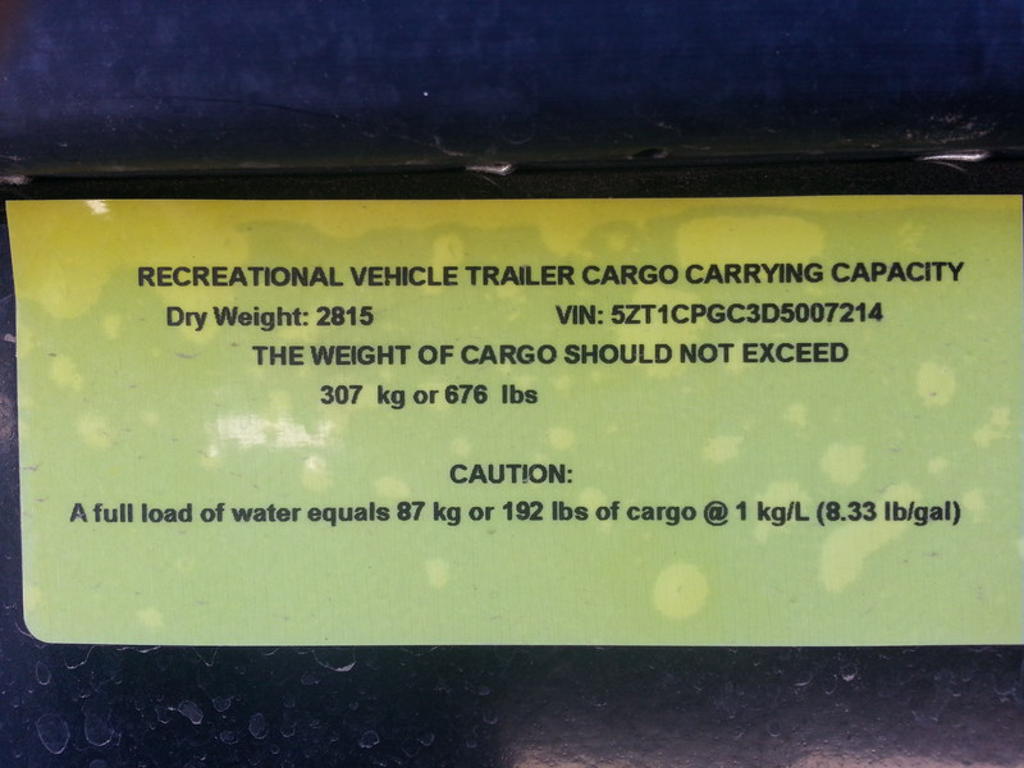 RECREATIONAL VEHICLE TRAILER CARGO CARRYING CAPACITY
Dry Weight: 2815 VIN: 5ZT1CPGC3D5007214
THE WEIGHT OF CARGO SHOULD NOT EXCEED
307 kg or 676 lbs
CAUTION:
A full load of water equals 87 kg or 192 lbs of cargo @ 1 kg/L (8.33 lb/gal)